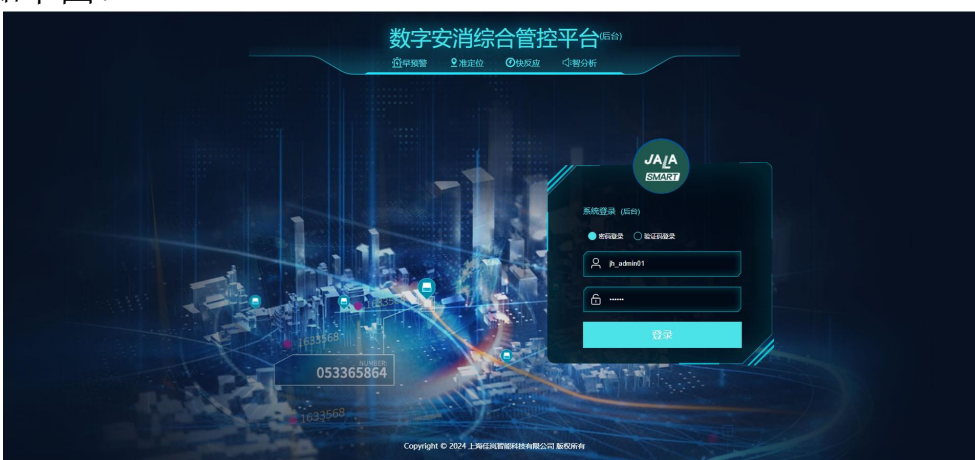 数字安消综合管控平台(后台)
早预警 准定位 快反应 智分析
JALA
SMART
系统登录 (后台)
密码登录 验证码登录
jh_admin01
••••••
登录
1633568
NUMBER:
053365864
1633568
Copyright © 2024 上海任岚智能科技有限公司 版权所有